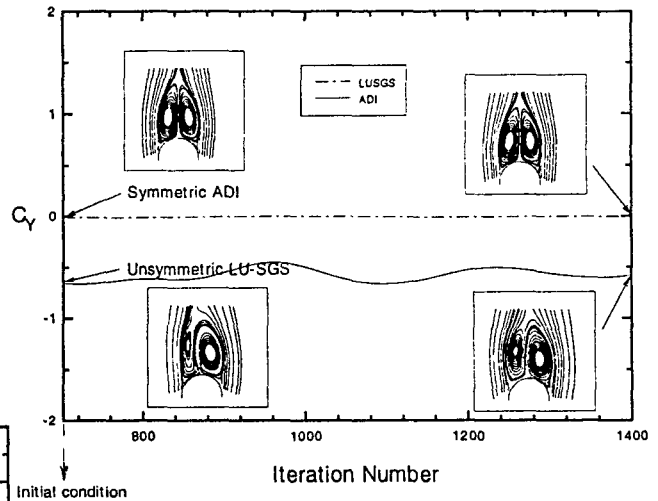 2
1
0
-1
-2
C_Y
LUSGS
ADI
Symmetric ADI
Unsymmetric LU-SGS
800
1000
1200
1400
Iteration Number
Initial condition